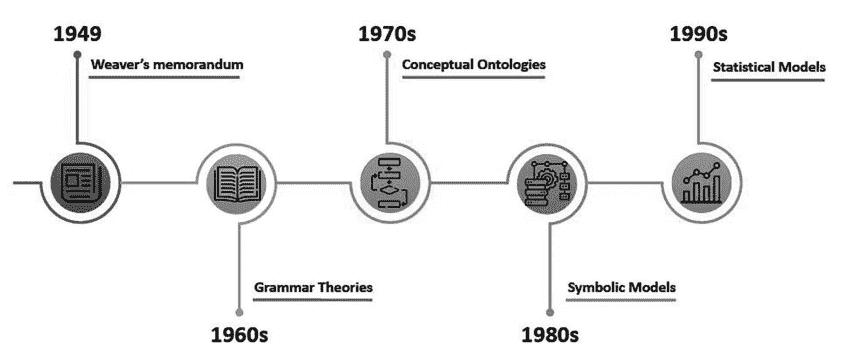 1949
Weaver's memorandum
1970s
Conceptual Ontologies
1990s
Statistical Models
Grammar Theories
1960s
Symbolic Models
1980s